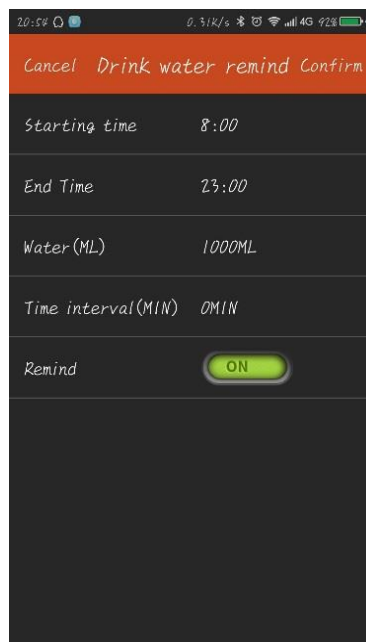 20:54 0.31K/s 4G 92%
Cancel Drink water remind Confirm
Starting time 8:00
End Time 23:00
Water(ML) 1000ML
Time interval(MIN) 0MIN
Remind ON